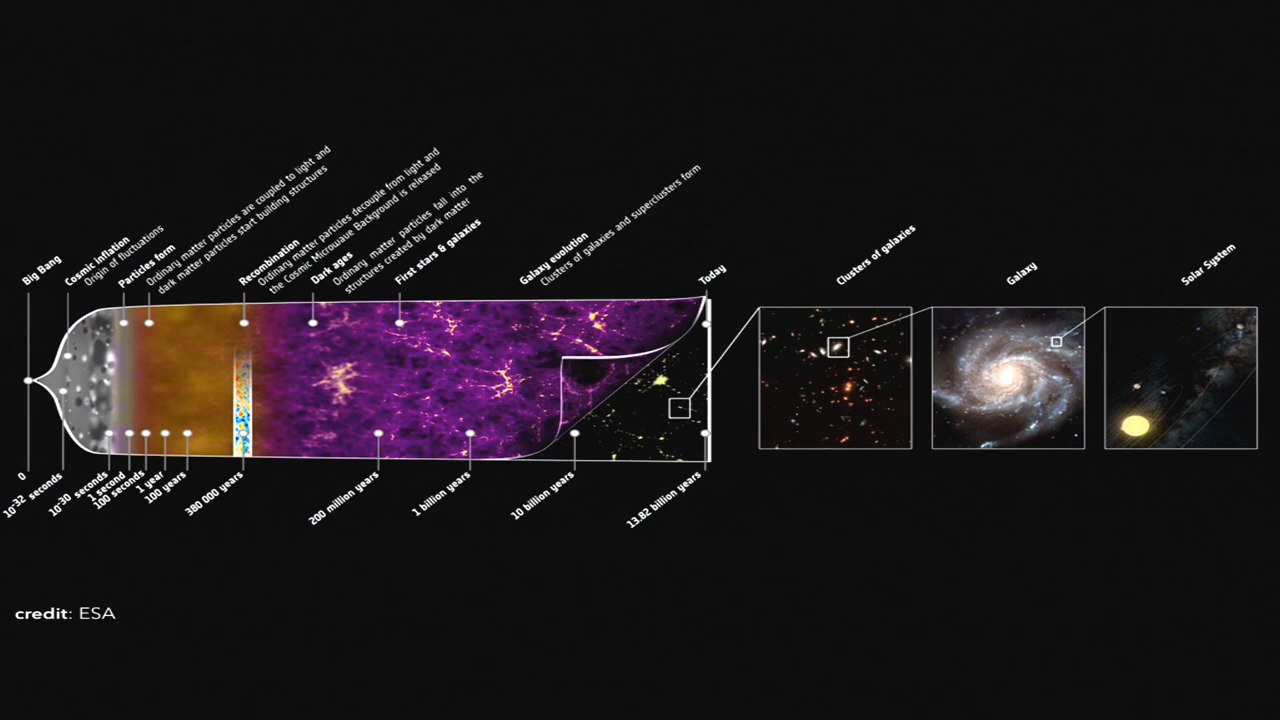 Big Bang
Cosmic inflation
Origin of fluctuations
Particles form
Ordinary matter particles are coupled to light and
dark matter particles start building structures
Recombination
Ordinary matter particles decouple from light and
the Cosmic Microwave Background is released
Dark ages
Ordinary matter particles fall into the
structures created by dark matter
First stars & galaxies
Galaxy evolution
Clusters of galaxies and superclusters form
Today
Clusters of galaxies
Galaxy
Solar System
0
10⁻³² seconds
10⁻³⁰ seconds
1 second
100 seconds
1 year
100 years
380 000 years
200 million years
1 billion years
10 billion years
13.82 billion years
credit: ESA